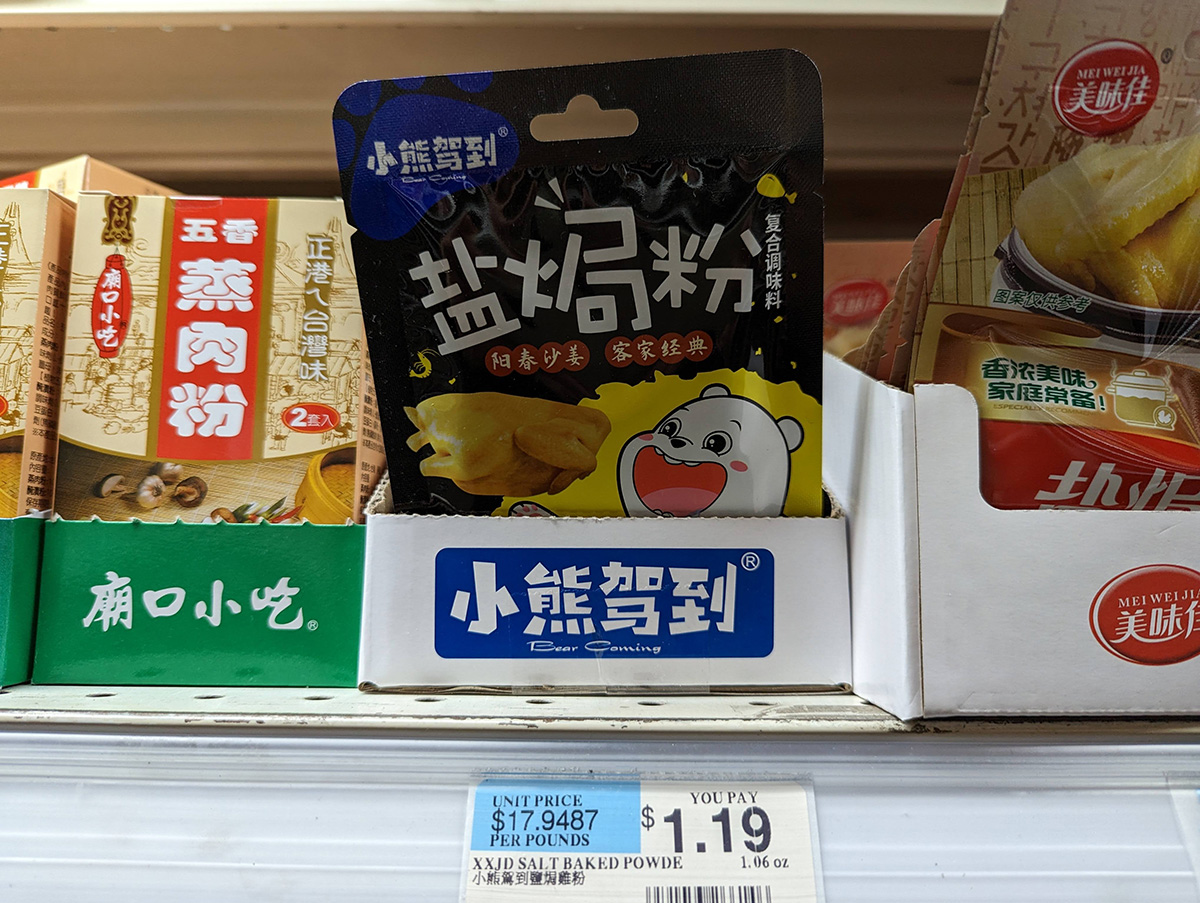 五香
蒸肉粉
廟口小吃
正港ㄟ台灣味
2套入
廟口小吃®
小熊驾到®
Bear Coming
盐焗粉
复合调味料
阳春沙姜
客家经典
小熊驾到®
Bear Coming
MEI WEI JIA
美味佳®
图案仅供参考
香浓美味。
家庭常备!
盐焗
MEI WEI JIA
美味佳
UNIT PRICE
$17.9487
PER POUNDS
YOU PAY
$1.19
XXJD SALT BAKED POWDE
1.06 oz
小熊駕到鹽焗雞粉